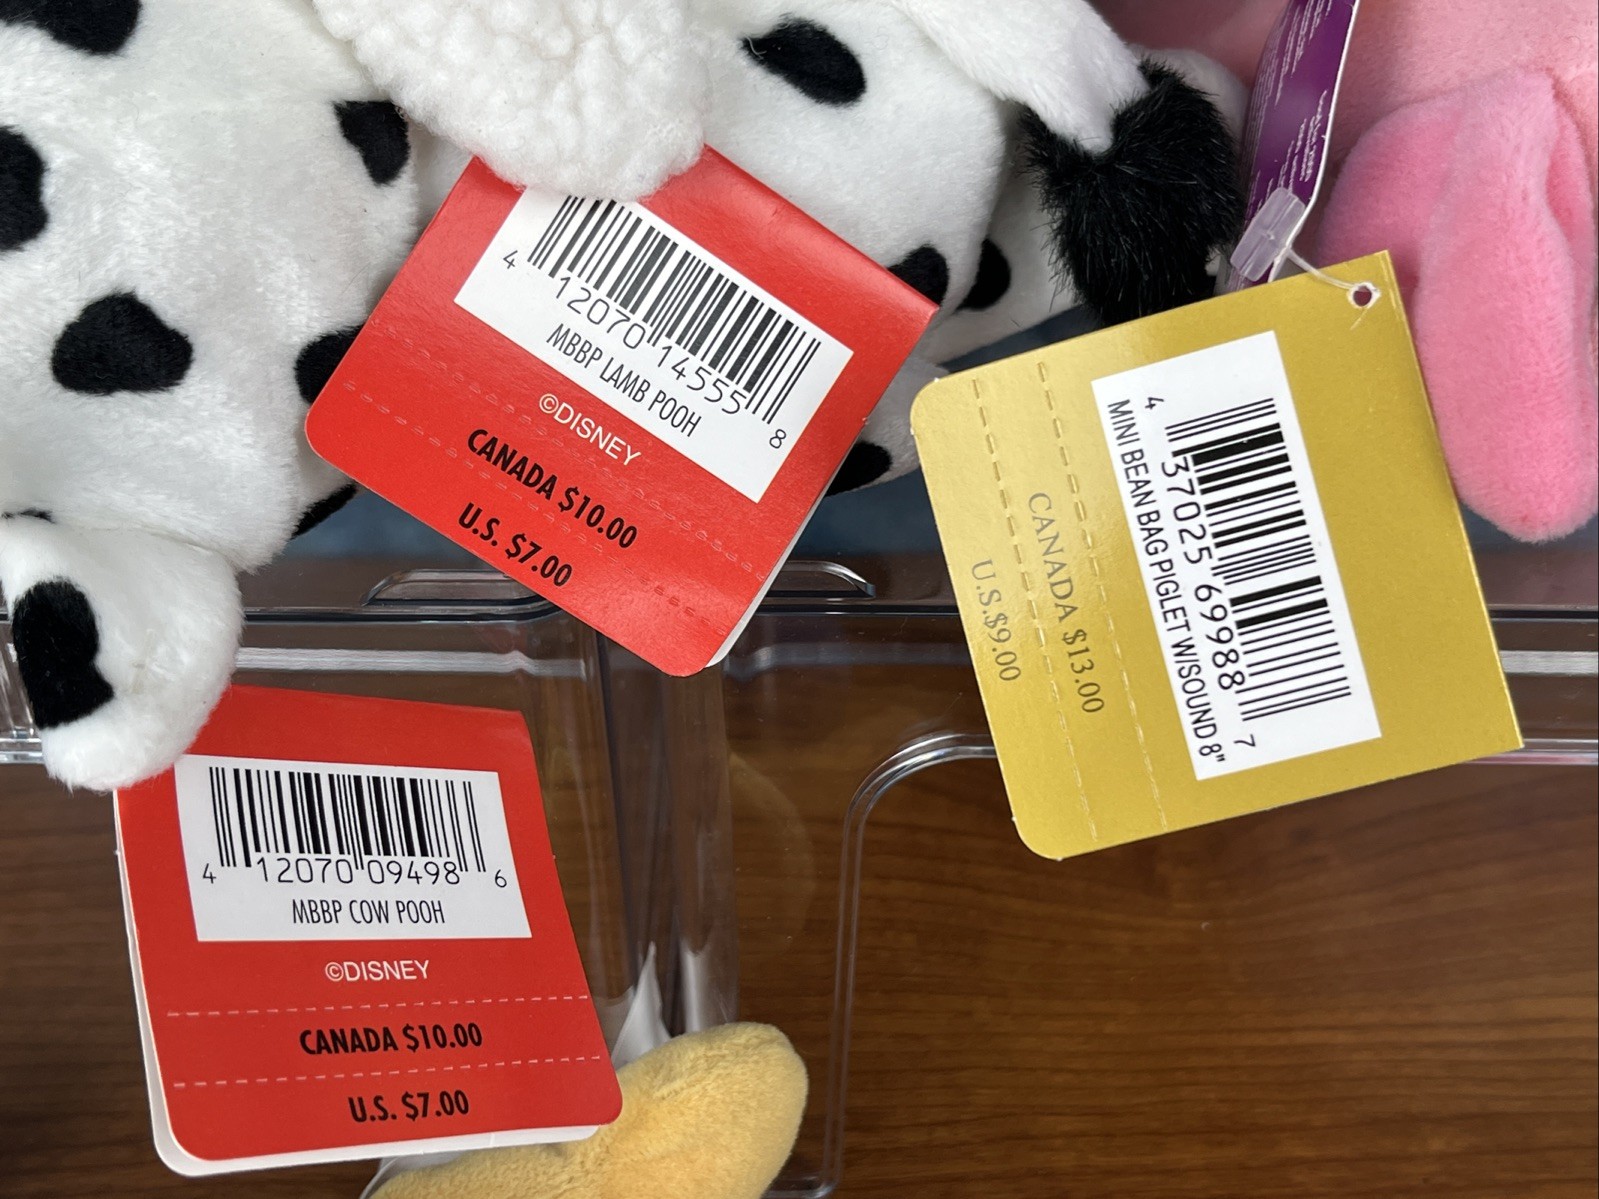 4 12070 14555 8
MBBP LAMB POOH
©DISNEY
CANADA $10.00
U.S. $7.00
4 37025 69988 7
MINI BEAN BAG PIGLET W/SOUND 8"
CANADA $13.00
U.S.$9.00
4 12070 09498 6
MBBP COW POOH
©DISNEY
CANADA $10.00
U.S. $7.00